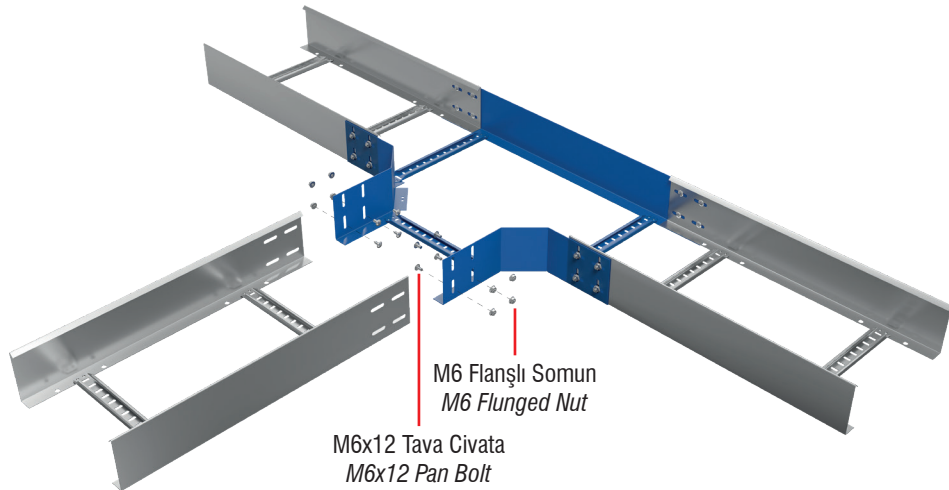 M6 Flanşlı Somun
M6 Flunged Nut
M6x12 Tava Civata
M6x12 Pan Bolt